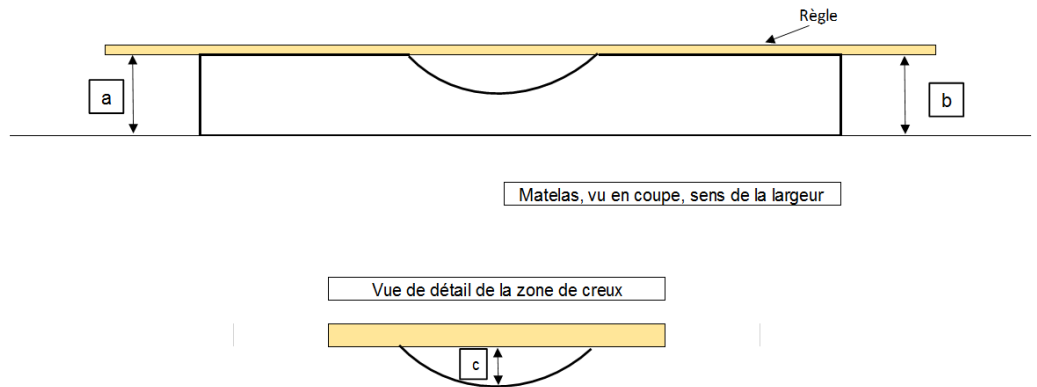 Règle
a
b
Matelas, vu en coupe, sens de la largeur
Vue de détail de la zone de creux
c